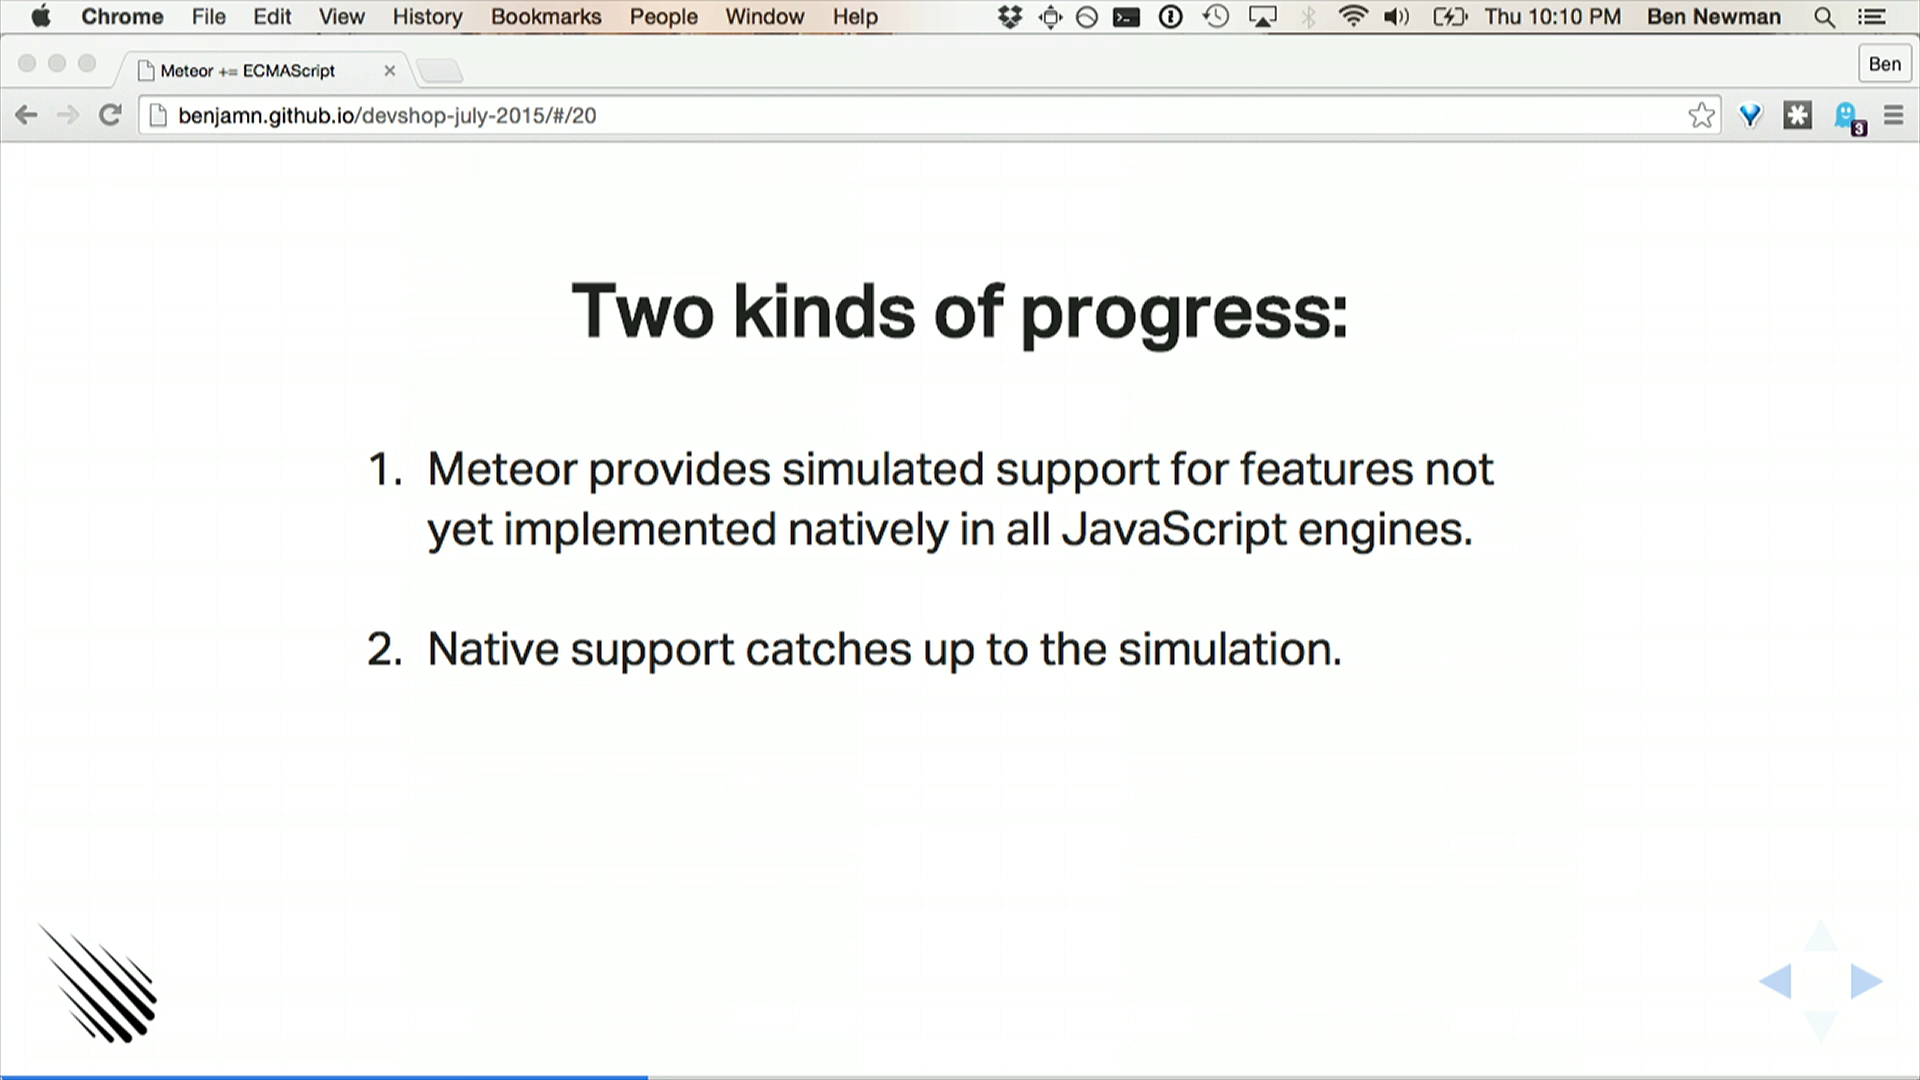 Chrome File Edit View History Bookmarks People Window Help Thu 10:10 PM Ben Newman
Meteor += ECMAScript
Ben
benjamn.github.io/devshop-july-2015/#/20
3
Two kinds of progress:
1. Meteor provides simulated support for features not
yet implemented natively in all JavaScript engines.
2. Native support catches up to the simulation.